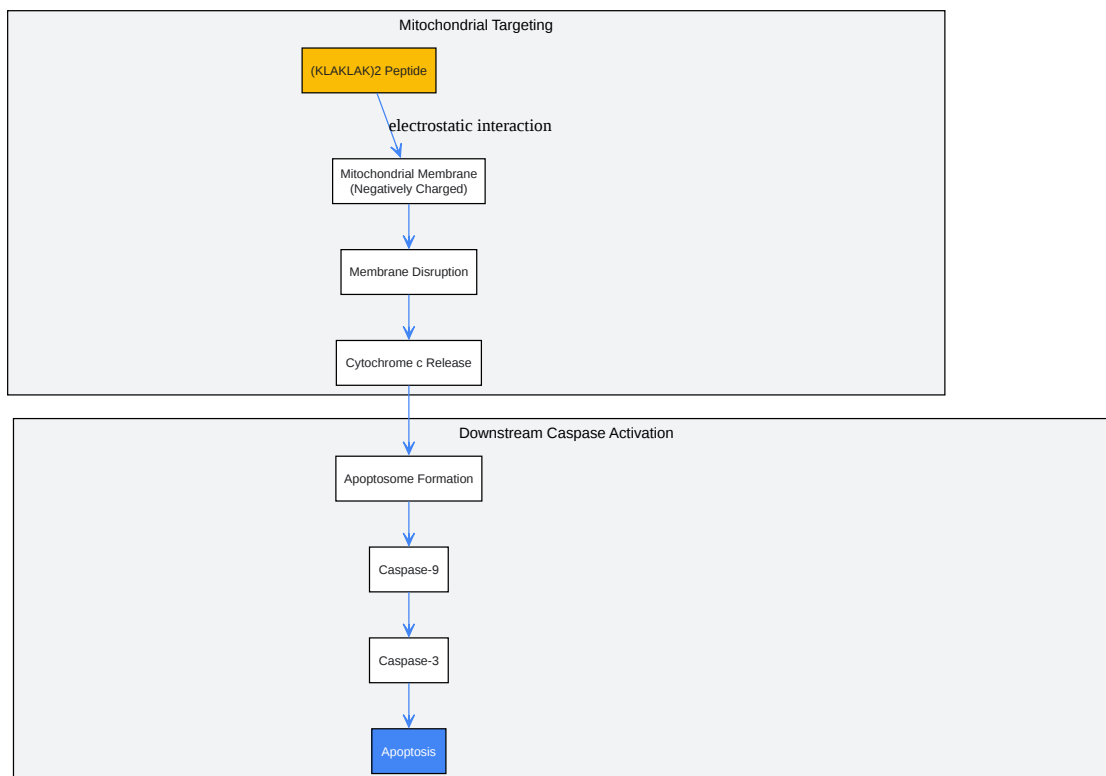 Mitochondrial Targeting
(KLAKLAK)2 Peptide
electrostatic interaction
Mitochondrial Membrane
(Negatively Charged)
Membrane Disruption
Cytochrome c Release
Downstream Caspase Activation
Apoptosome Formation
Caspase-9
Caspase-3
Apoptosis